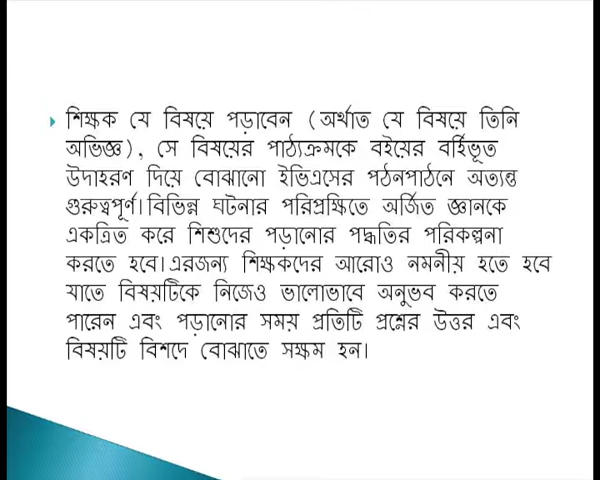 শিক্ষক যে বিষয়ে পড়াবেন (অর্থাত যে বিষয়ে তিনি
অভিজ্ঞ), সে বিষয়ের পাঠ্যক্রমকে বইয়ের বর্হিভূত
উদাহরণ দিয়ে বোঝানো ইভিএসের পঠনপাঠনে অত্যন্ত
গুরুত্বপূর্ণ। বিভিন্ন ঘটনার পরিপ্রক্ষিতে অর্জিত জ্ঞানকে
একত্রিত করে শিশুদের পড়ানোর পদ্ধতির পরিকল্পনা
করতে হবে। এরজন্য শিক্ষকদের আরোও নমনীয় হতে হবে
যাতে বিষয়টিকে নিজেও ভালোভাবে অনুভব করতে
পারেন এবং পড়ানোর সময় প্রতিটি প্রশ্নের উত্তর এবং
বিষয়টি বিশদে বোঝাতে সক্ষম হন।